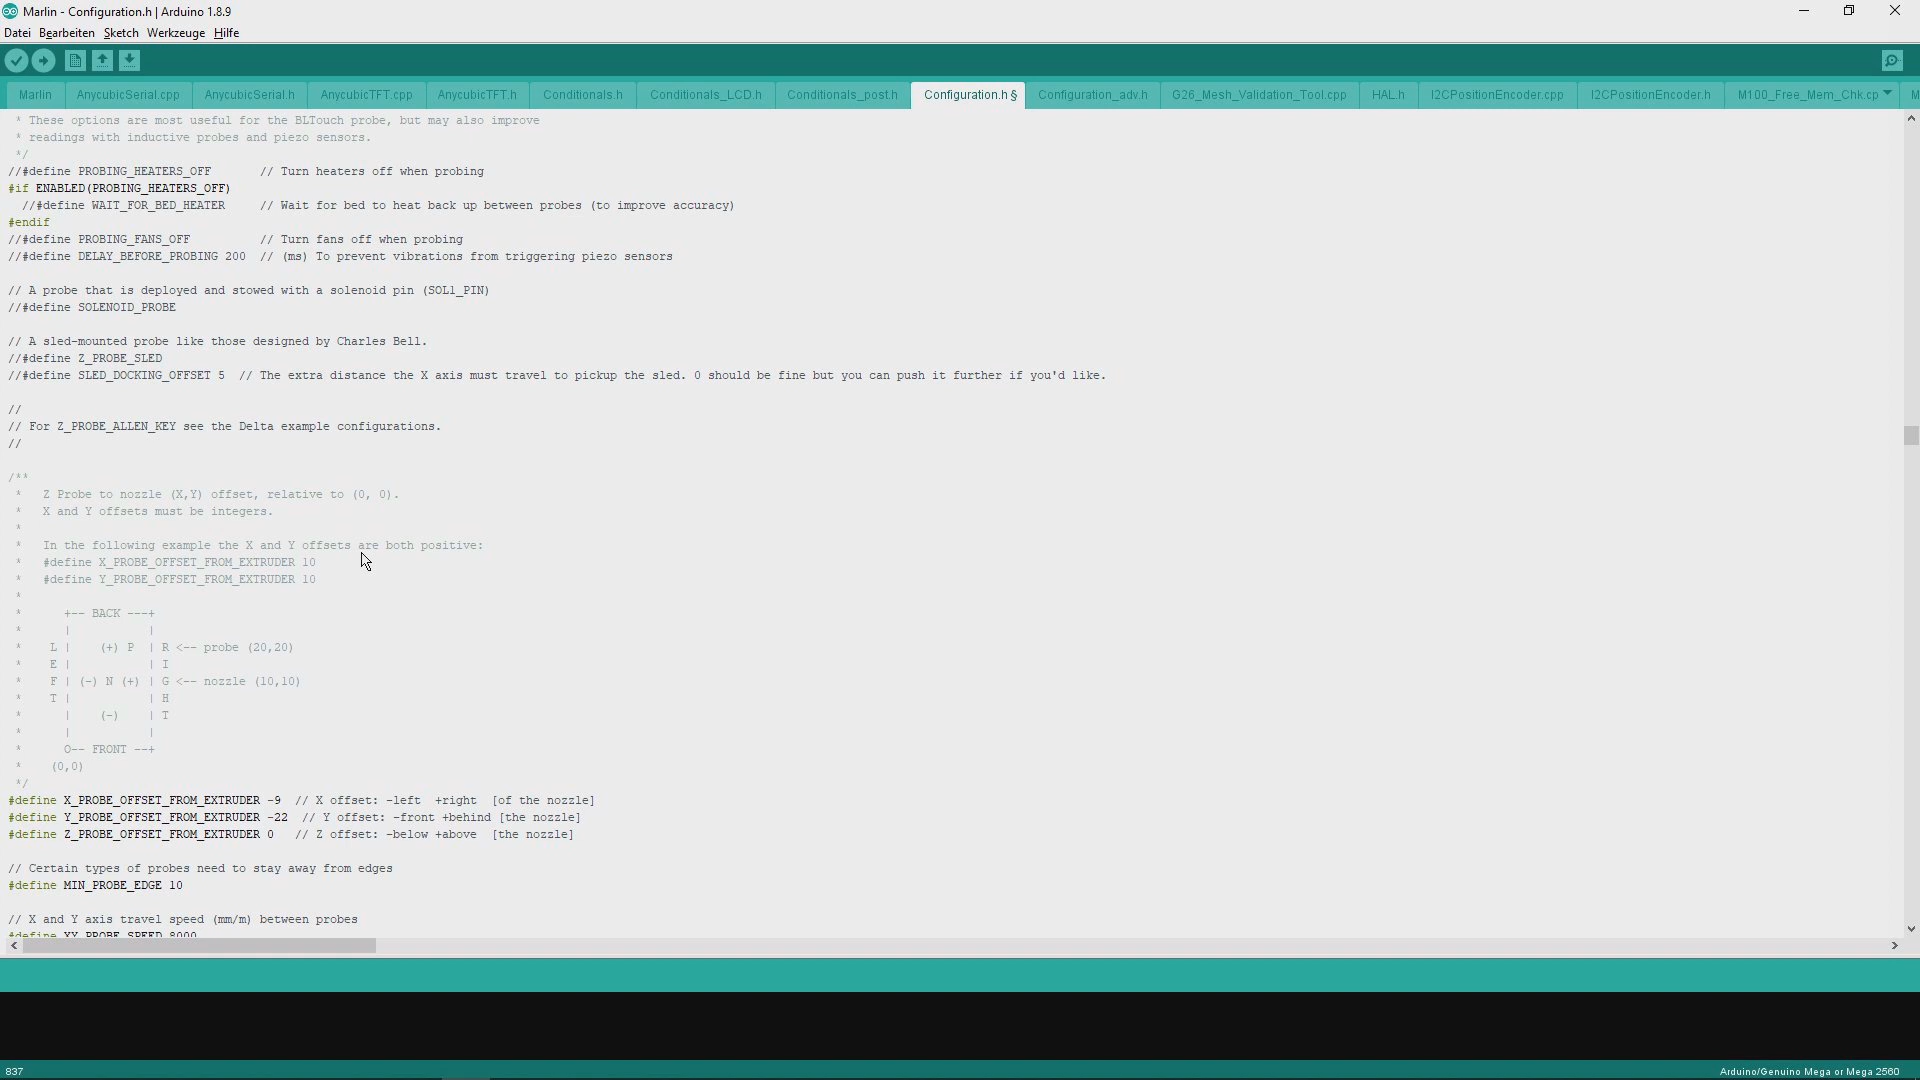 Marlin - Configuration.h | Arduino 1.8.9
Datei Bearbeiten Sketch Werkzeuge Hilfe
Marlin AnycubicSerial.cpp AnycubicSerial.h AnycubicTFT.cpp AnycubicTFT.h Conditionals.h Conditionals_LCD.h Conditionals_post.h Configuration.h § Configuration_adv.h G26_Mesh_Validation_Tool.cpp HAL.h I2CPositionEncoder.cpp I2CPositionEncoder.h M100_Free_Mem_Chk.cp M
* These options are most useful for the BLTouch probe, but may also improve
* readings with inductive probes and piezo sensors.
*/
//#define PROBING_HEATERS_OFF       // Turn heaters off when probing
#if ENABLED(PROBING_HEATERS_OFF)
  //#define WAIT_FOR_BED_HEATER     // Wait for bed to heat back up between probes (to improve accuracy)
#endif
//#define PROBING_FANS_OFF          // Turn fans off when probing
//#define DELAY_BEFORE_PROBING 200  // (ms) To prevent vibrations from triggering piezo sensors
// A probe that is deployed and stowed with a solenoid pin (SOL1_PIN)
//#define SOLENOID_PROBE
// A sled-mounted probe like those designed by Charles Bell.
//#define Z_PROBE_SLED
//#define SLED_DOCKING_OFFSET 5  // The extra distance the X axis must travel to pickup the sled. 0 should be fine but you can push it further if you'd like.
//
// For Z_PROBE_ALLEN_KEY see the Delta example configurations.
//
/**
 *   Z Probe to nozzle (X,Y) offset, relative to (0, 0).
 *   X and Y offsets must be integers.
 *
 *   In the following example the X and Y offsets are both positive:
 *   #define X_PROBE_OFFSET_FROM_EXTRUDER 10
 *   #define Y_PROBE_OFFSET_FROM_EXTRUDER 10
 *
 *      +-- BACK ---+
 *      |           |
 *    L |    (+) P  | R <-- probe (20,20)
 *    E |           | I
 *    F | (-) N (+) | G <-- nozzle (10,10)
 *    T |           | H
 *      |    (-)    | T
 *      |           |
 *      O-- FRONT --+
 *    (0,0)
 */
#define X_PROBE_OFFSET_FROM_EXTRUDER -9  // X offset: -left  +right  [of the nozzle]
#define Y_PROBE_OFFSET_FROM_EXTRUDER -22  // Y offset: -front +behind [the nozzle]
#define Z_PROBE_OFFSET_FROM_EXTRUDER 0   // Z offset: -below +above  [the nozzle]
// Certain types of probes need to stay away from edges
#define MIN_PROBE_EDGE 10
// X and Y axis travel speed (mm/m) between probes
#define XY_PROBE_SPEED 8000
837
Arduino/Genuino Mega or Mega 2560